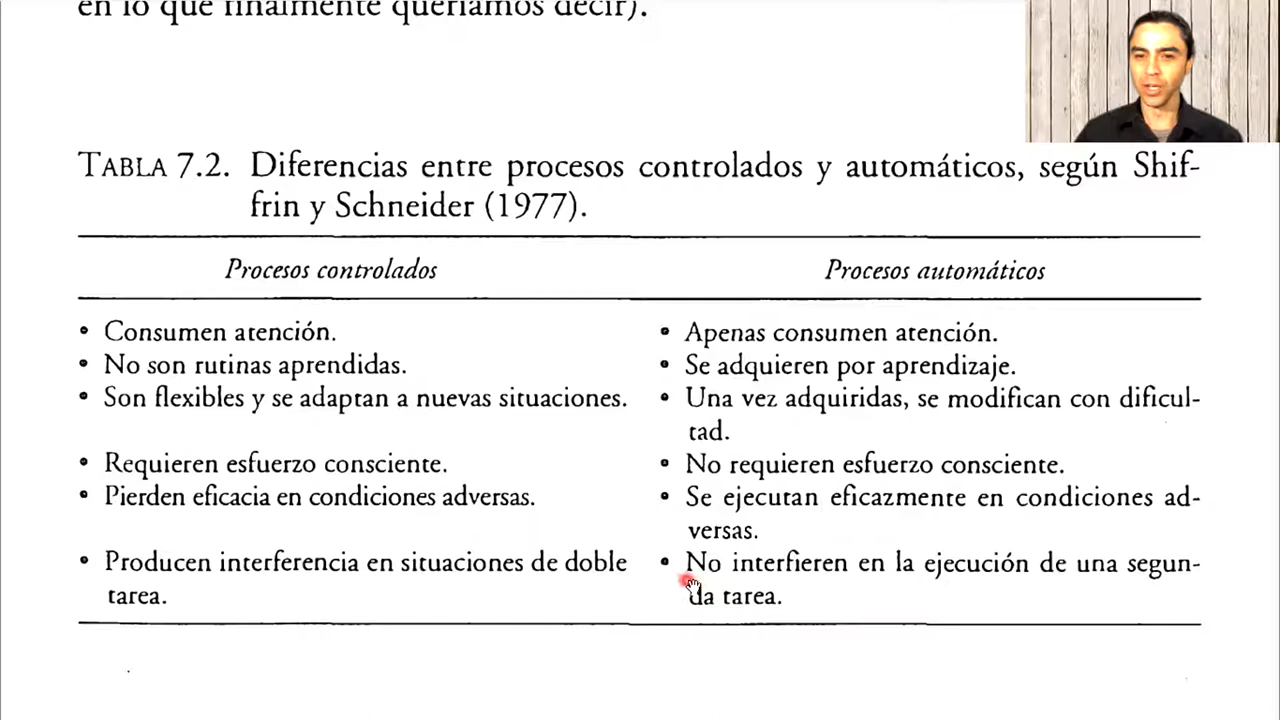 en lo que finalmente queríamos decir).
TABLA 7.2. Diferencias entre procesos controlados y automáticos, según Shif-
frin y Schneider (1977).
Procesos controlados
Procesos automáticos
• Consumen atención.
• No son rutinas aprendidas.
• Son flexibles y se adaptan a nuevas situaciones.
• Requieren esfuerzo consciente.
• Pierden eficacia en condiciones adversas.
• Producen interferencia en situaciones de doble
tarea.
• Apenas consumen atención.
• Se adquieren por aprendizaje.
• Una vez adquiridas, se modifican con dificul-
tad.
• No requieren esfuerzo consciente.
• Se ejecutan eficazmente en condiciones ad-
versas.
• No interfieren en la ejecución de una segun-
da tarea.